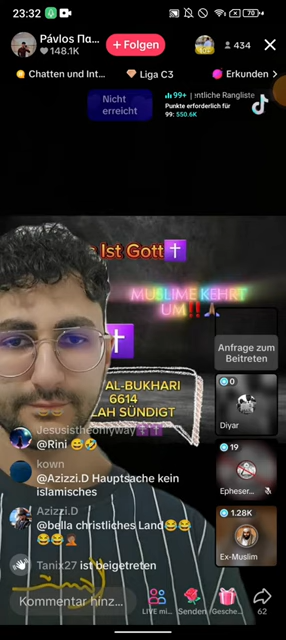 23:32
70
Pávlos Πα...
148.1K
+ Folgen
434
Chatten und Int...
Liga C3
Erkunden >
Nicht erreicht
99+ | ntliche Rangliste
Punkte erforderlich für
99: 550.6K
Ist Gott✝️
MUSLIME KEHRT
UM‼️🙏🏽
✝️
AL-BUKHARI
6614
LAH SÜNDIGT
Anfrage zum
Beitreten
0
Diyar
19
Epheser...
1.28K
Ex-Muslim
Jesusistheonlyway✝️✝️
@Rini 😅🤣
kown
@Azizzi.D Hauptsache kein
islamisches
Azizzi.D
@bella christliches Land😂😂
😂😂🤦🏽‍♂️
Tanix27 ist beigetreten
Kommentar hinz...
LIVE mi...
Senden
Gesche...
62